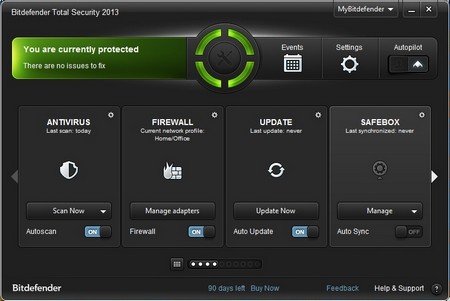 Bitdefender Total Security 2013
MyBitdefender
You are currently protected
There are no issues to fix
Events
Settings
Autopilot
ANTIVIRUS
Last scan: today
Scan Now
Autoscan
ON
FIREWALL
Current network profile:
Home/Office
Manage adapters
Firewall
ON
UPDATE
Last update: never
Update Now
Auto Update
ON
SAFEBOX
Last synchronized: never
Manage
Auto Sync
OFF
Bitdefender
90 days left Buy Now
Feedback
Help & Support
?